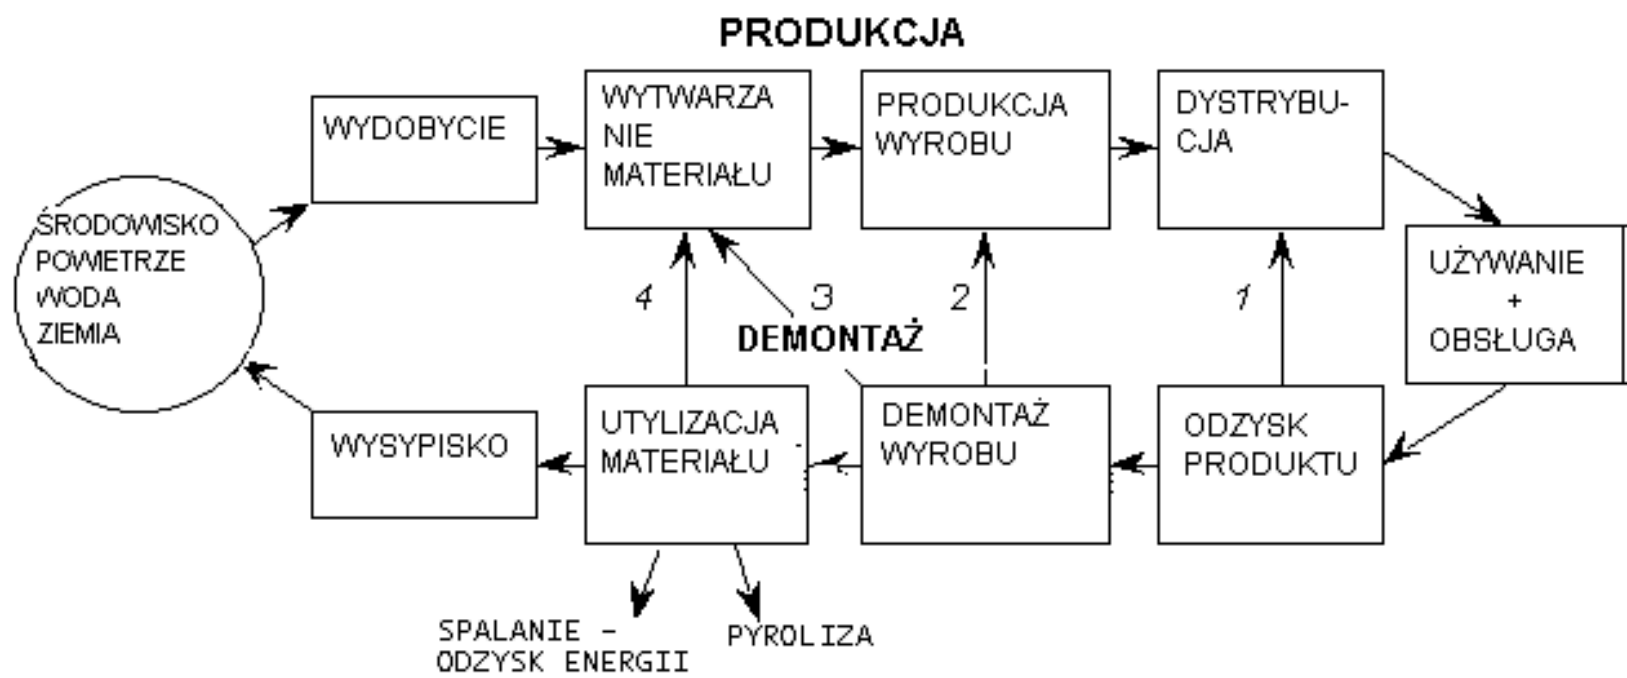 PRODUKCJA
WYDOBYCIE
WYTWARZA
NIE
MATERIAŁU
PRODUKCJA
WYROBU
DYSTRYBU-
CJA
ŚRODOWISKO
POWIETRZE
WODA
ZIEMIA
UŻYWANIE
+
OBSŁUGA
4
3
2
1
DEMONTAŻ
WYSYPISKO
UTYLIZACJA
MATERIAŁU
DEMONTAŻ
WYROBU
ODZYSK
PRODUKTU
SPALANIE –
ODZYSK ENERGII
PYROLIZA